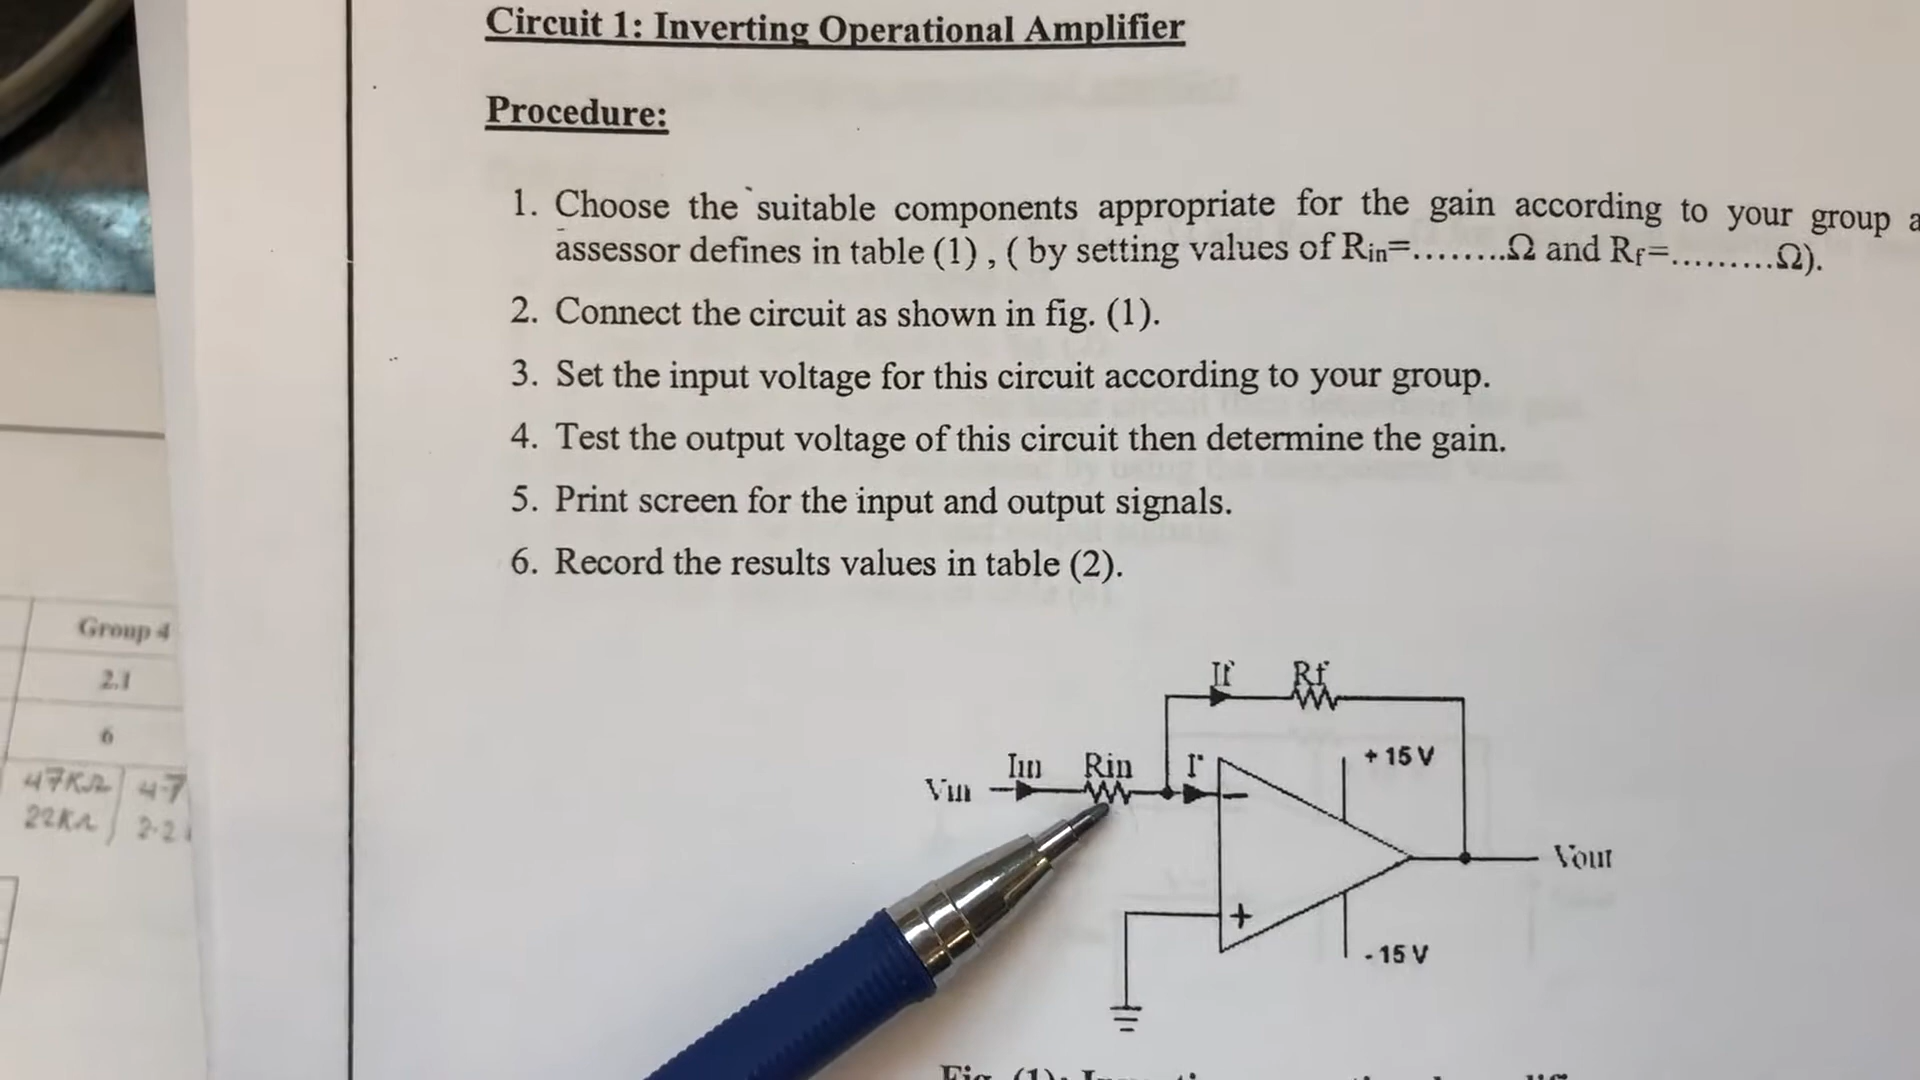 Circuit 1: Inverting Operational Amplifier
Procedure:
1. Choose the suitable components appropriate for the gain according to your group
assessor defines in table (1) , ( by setting values of Rin=........Ω and Rf=.........Ω).
2. Connect the circuit as shown in fig. (1).
3. Set the input voltage for this circuit according to your group.
4. Test the output voltage of this circuit then determine the gain.
5. Print screen for the input and output signals.
6. Record the results values in table (2).
Group 4
2.1
6
47KΩ
22KΩ
If Rf
Iin Rin I-
+ 15 V
Vin
−
Vout
+
- 15 V
Fig. (1):